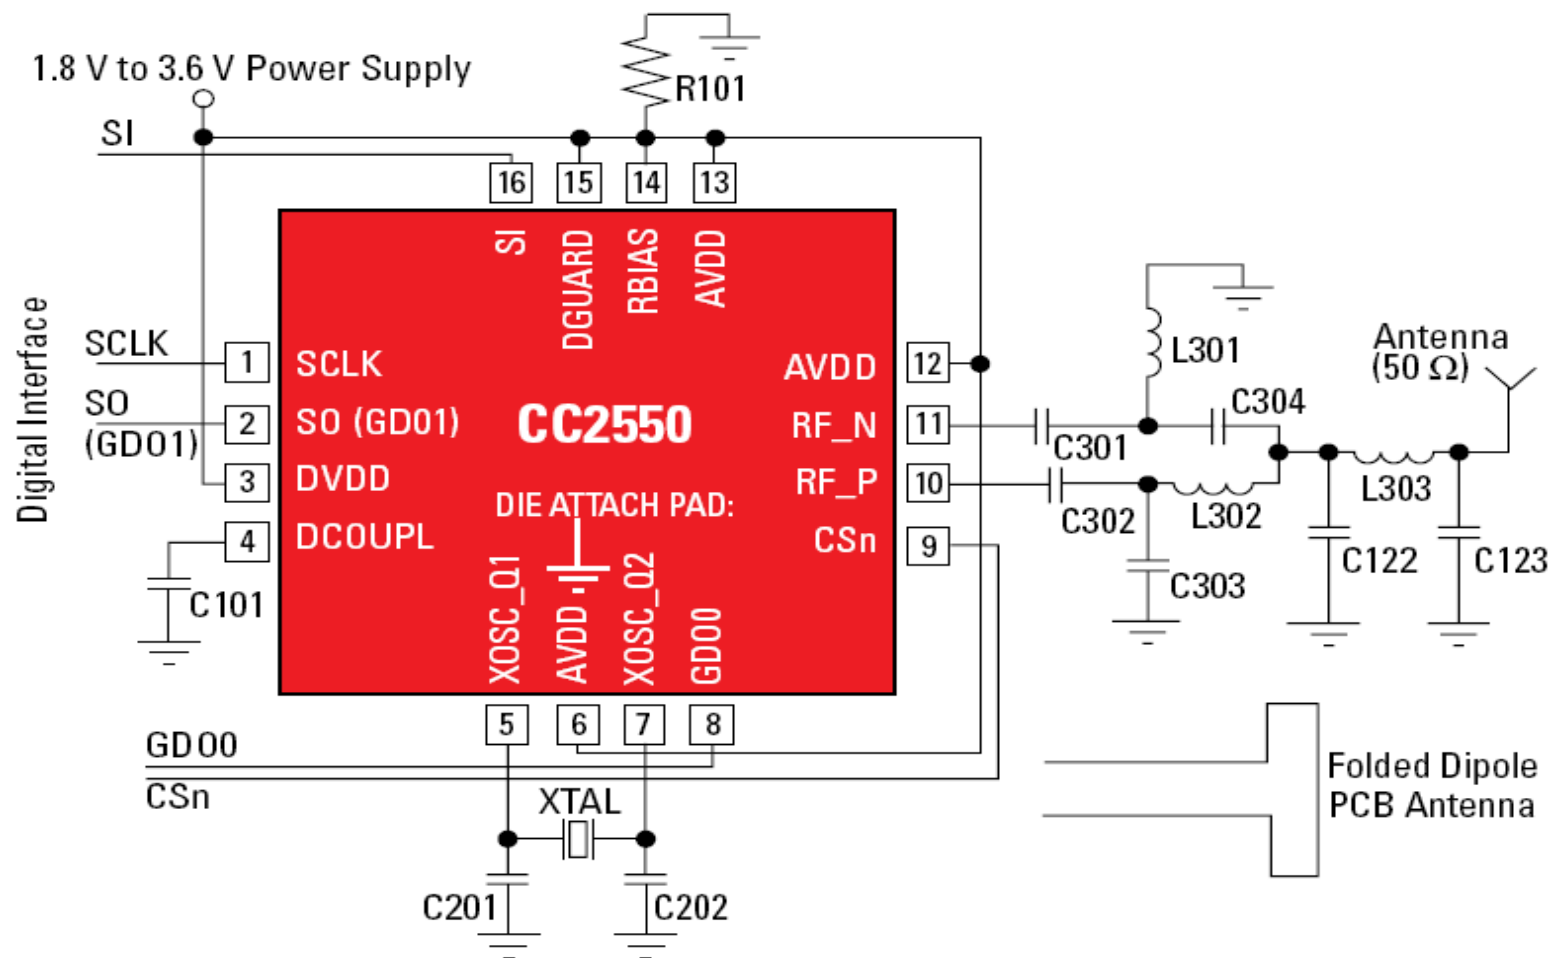 1.8 V to 3.6 V Power Supply
R101
SI
16
15
14
13
SI
DGUARD
RBIAS
AVDD
Digital Interface
SCLK
1
SCLK
SO
(GDO1)
2
SO (GDO1)
3
DVDD
4
DCOUPL
C101
CC2550
DIE ATTACH PAD:
AVDD
12
RF_N
11
RF_P
10
CSn
9
XOSC_Q1
AVDD
XOSC_Q2
GDO0
5
6
7
8
GDO0
CSn
XTAL
C201
C202
L301
C304
C301
C302
L302
C303
Antenna
(50 Ω)
L303
C122
C123
Folded Dipole
PCB Antenna